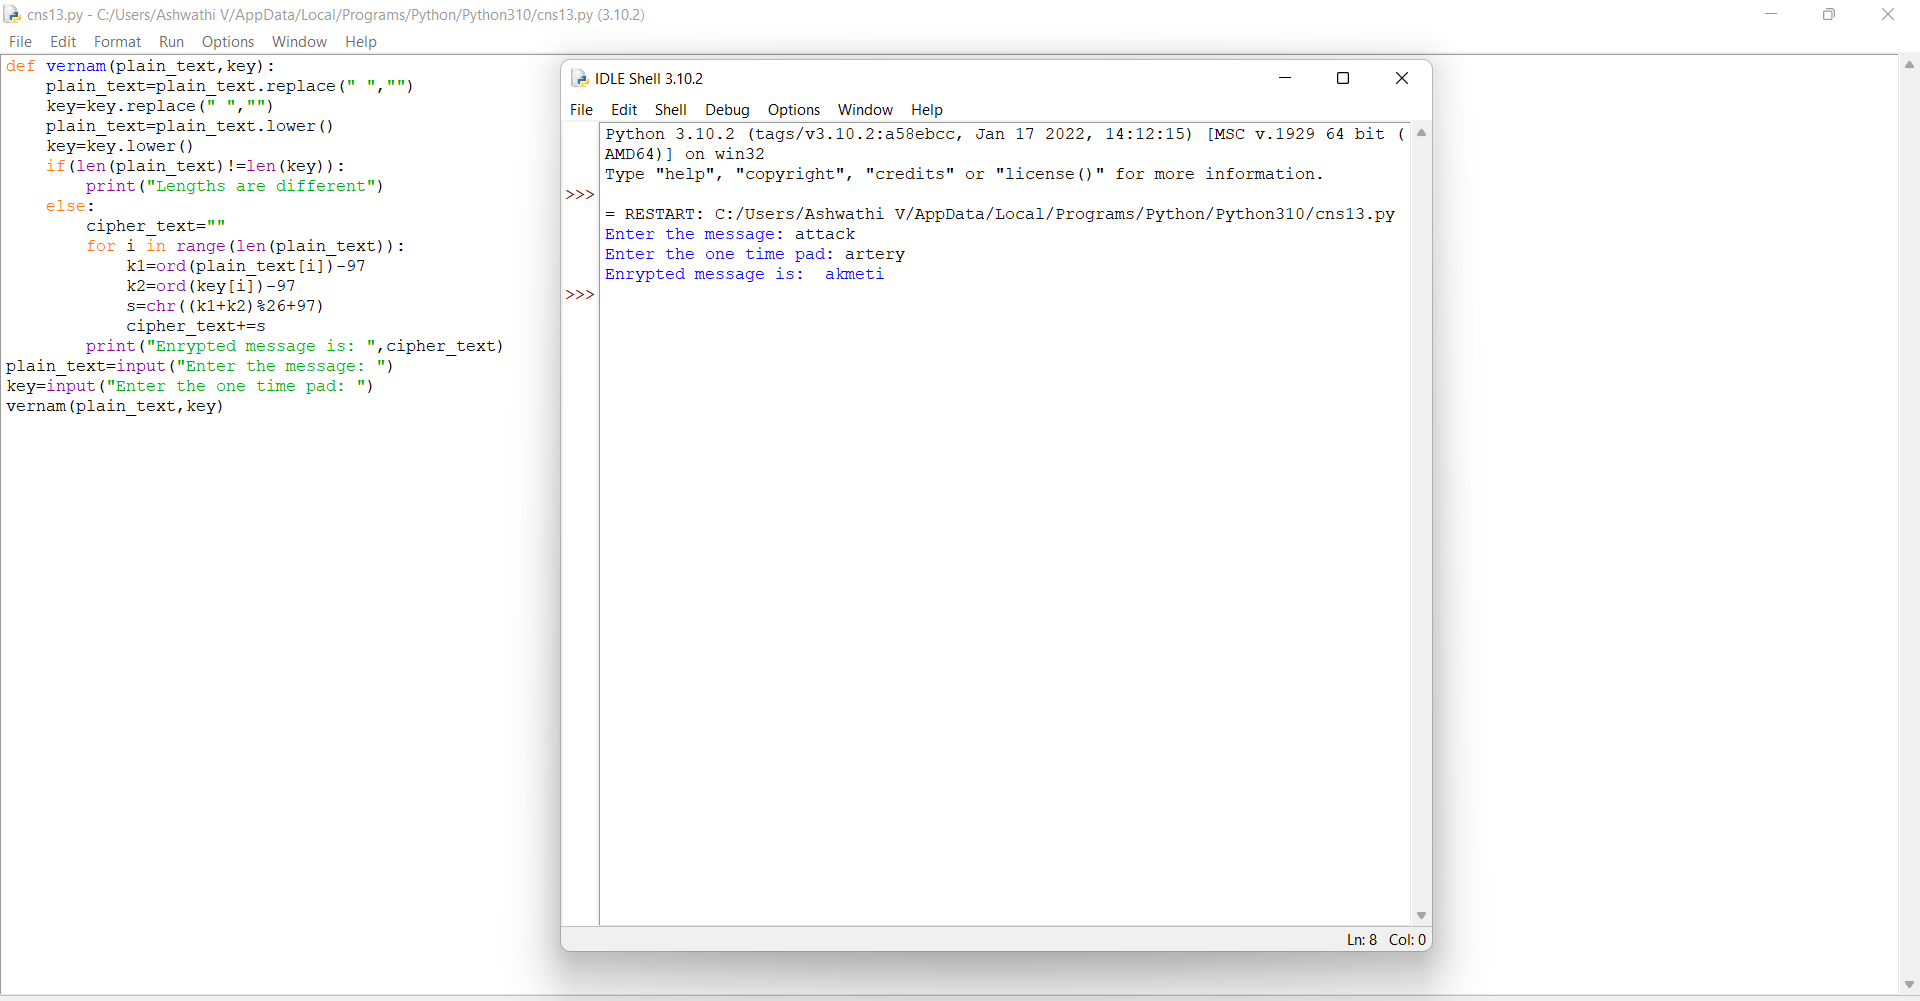 cns13.py - C:/Users/Ashwathi V/AppData/Local/Programs/Python/Python310/cns13.py (3.10.2)
File Edit Format Run Options Window Help
def vernam(plain_text,key):
    plain_text=plain_text.replace(" ","")
    key=key.replace(" ","")
    plain_text=plain_text.lower()
    key=key.lower()
    if(len(plain_text)!=len(key)):
        print("Lengths are different")
    else:
        cipher_text=""
        for i in range(len(plain_text)):
            k1=ord(plain_text[i])-97
            k2=ord(key[i])-97
            s=chr((k1+k2)%26+97)
            cipher_text+=s
        print("Enrypted message is: ",cipher_text)
plain_text=input("Enter the message: ")
key=input("Enter the one time pad: ")
vernam(plain_text,key)
IDLE Shell 3.10.2
File Edit Shell Debug Options Window Help
Python 3.10.2 (tags/v3.10.2:a58ebcc, Jan 17 2022, 14:12:15) [MSC v.1929 64 bit (
AMD64)] on win32
Type "help", "copyright", "credits" or "license()" for more information.
>>>
= RESTART: C:/Users/Ashwathi V/AppData/Local/Programs/Python/Python310/cns13.py
Enter the message: attack
Enter the one time pad: artery
Enrypted message is:  akmeti
>>>
Ln: 8 Col: 0